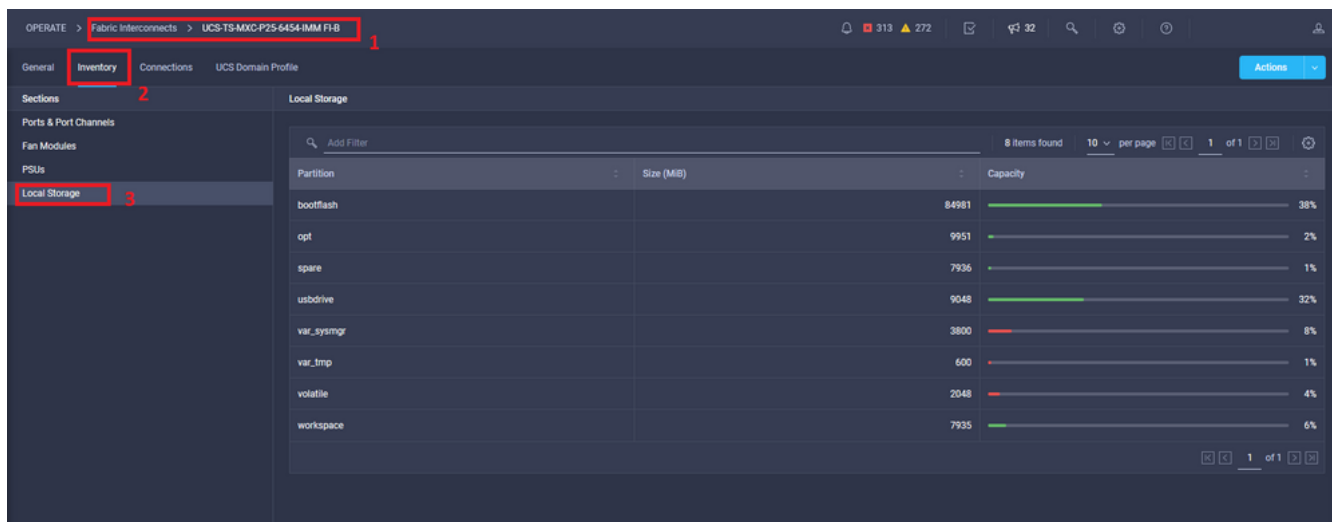 OPERATE > Fabric Interconnects > UCS-TS-MXC-P25-6454-IMM FI-B 313 272 32
1
General Inventory Connections UCS Domain Profile Actions
2
Sections Local Storage
Ports & Port Channels
Fan Modules Add Filter 8 items found 10 per page 1 of 1
PSUs Partition Size (MiB) Capacity
Local Storage 3
bootflash 84981 38%
opt 9951 2%
spare 7936 1%
usbdrive 9048 32%
var_sysmgr 3800 8%
var_tmp 600 1%
volatile 2048 4%
workspace 7935 6%
1 of 1